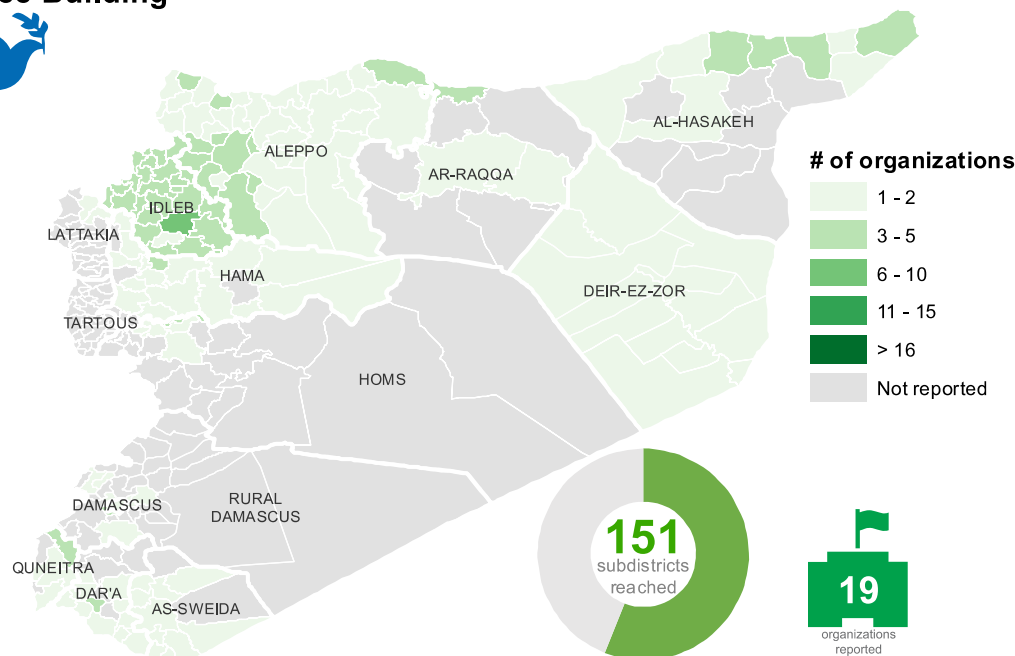 Building
ALEPPO
AL-HASAKEH
AR-RAQQA
IDLEB
LATTAKIA
HAMA
DEIR-EZ-ZOR
TARTOUS
HOMS
DAMASCUS
RURAL
DAMASCUS
QUNEITRA
DAR'A
AS-SWEIDA
# of organizations
1 - 2
3 - 5
6 - 10
11 - 15
> 16
Not reported
151
subdistricts
reached
19
organizations
reported